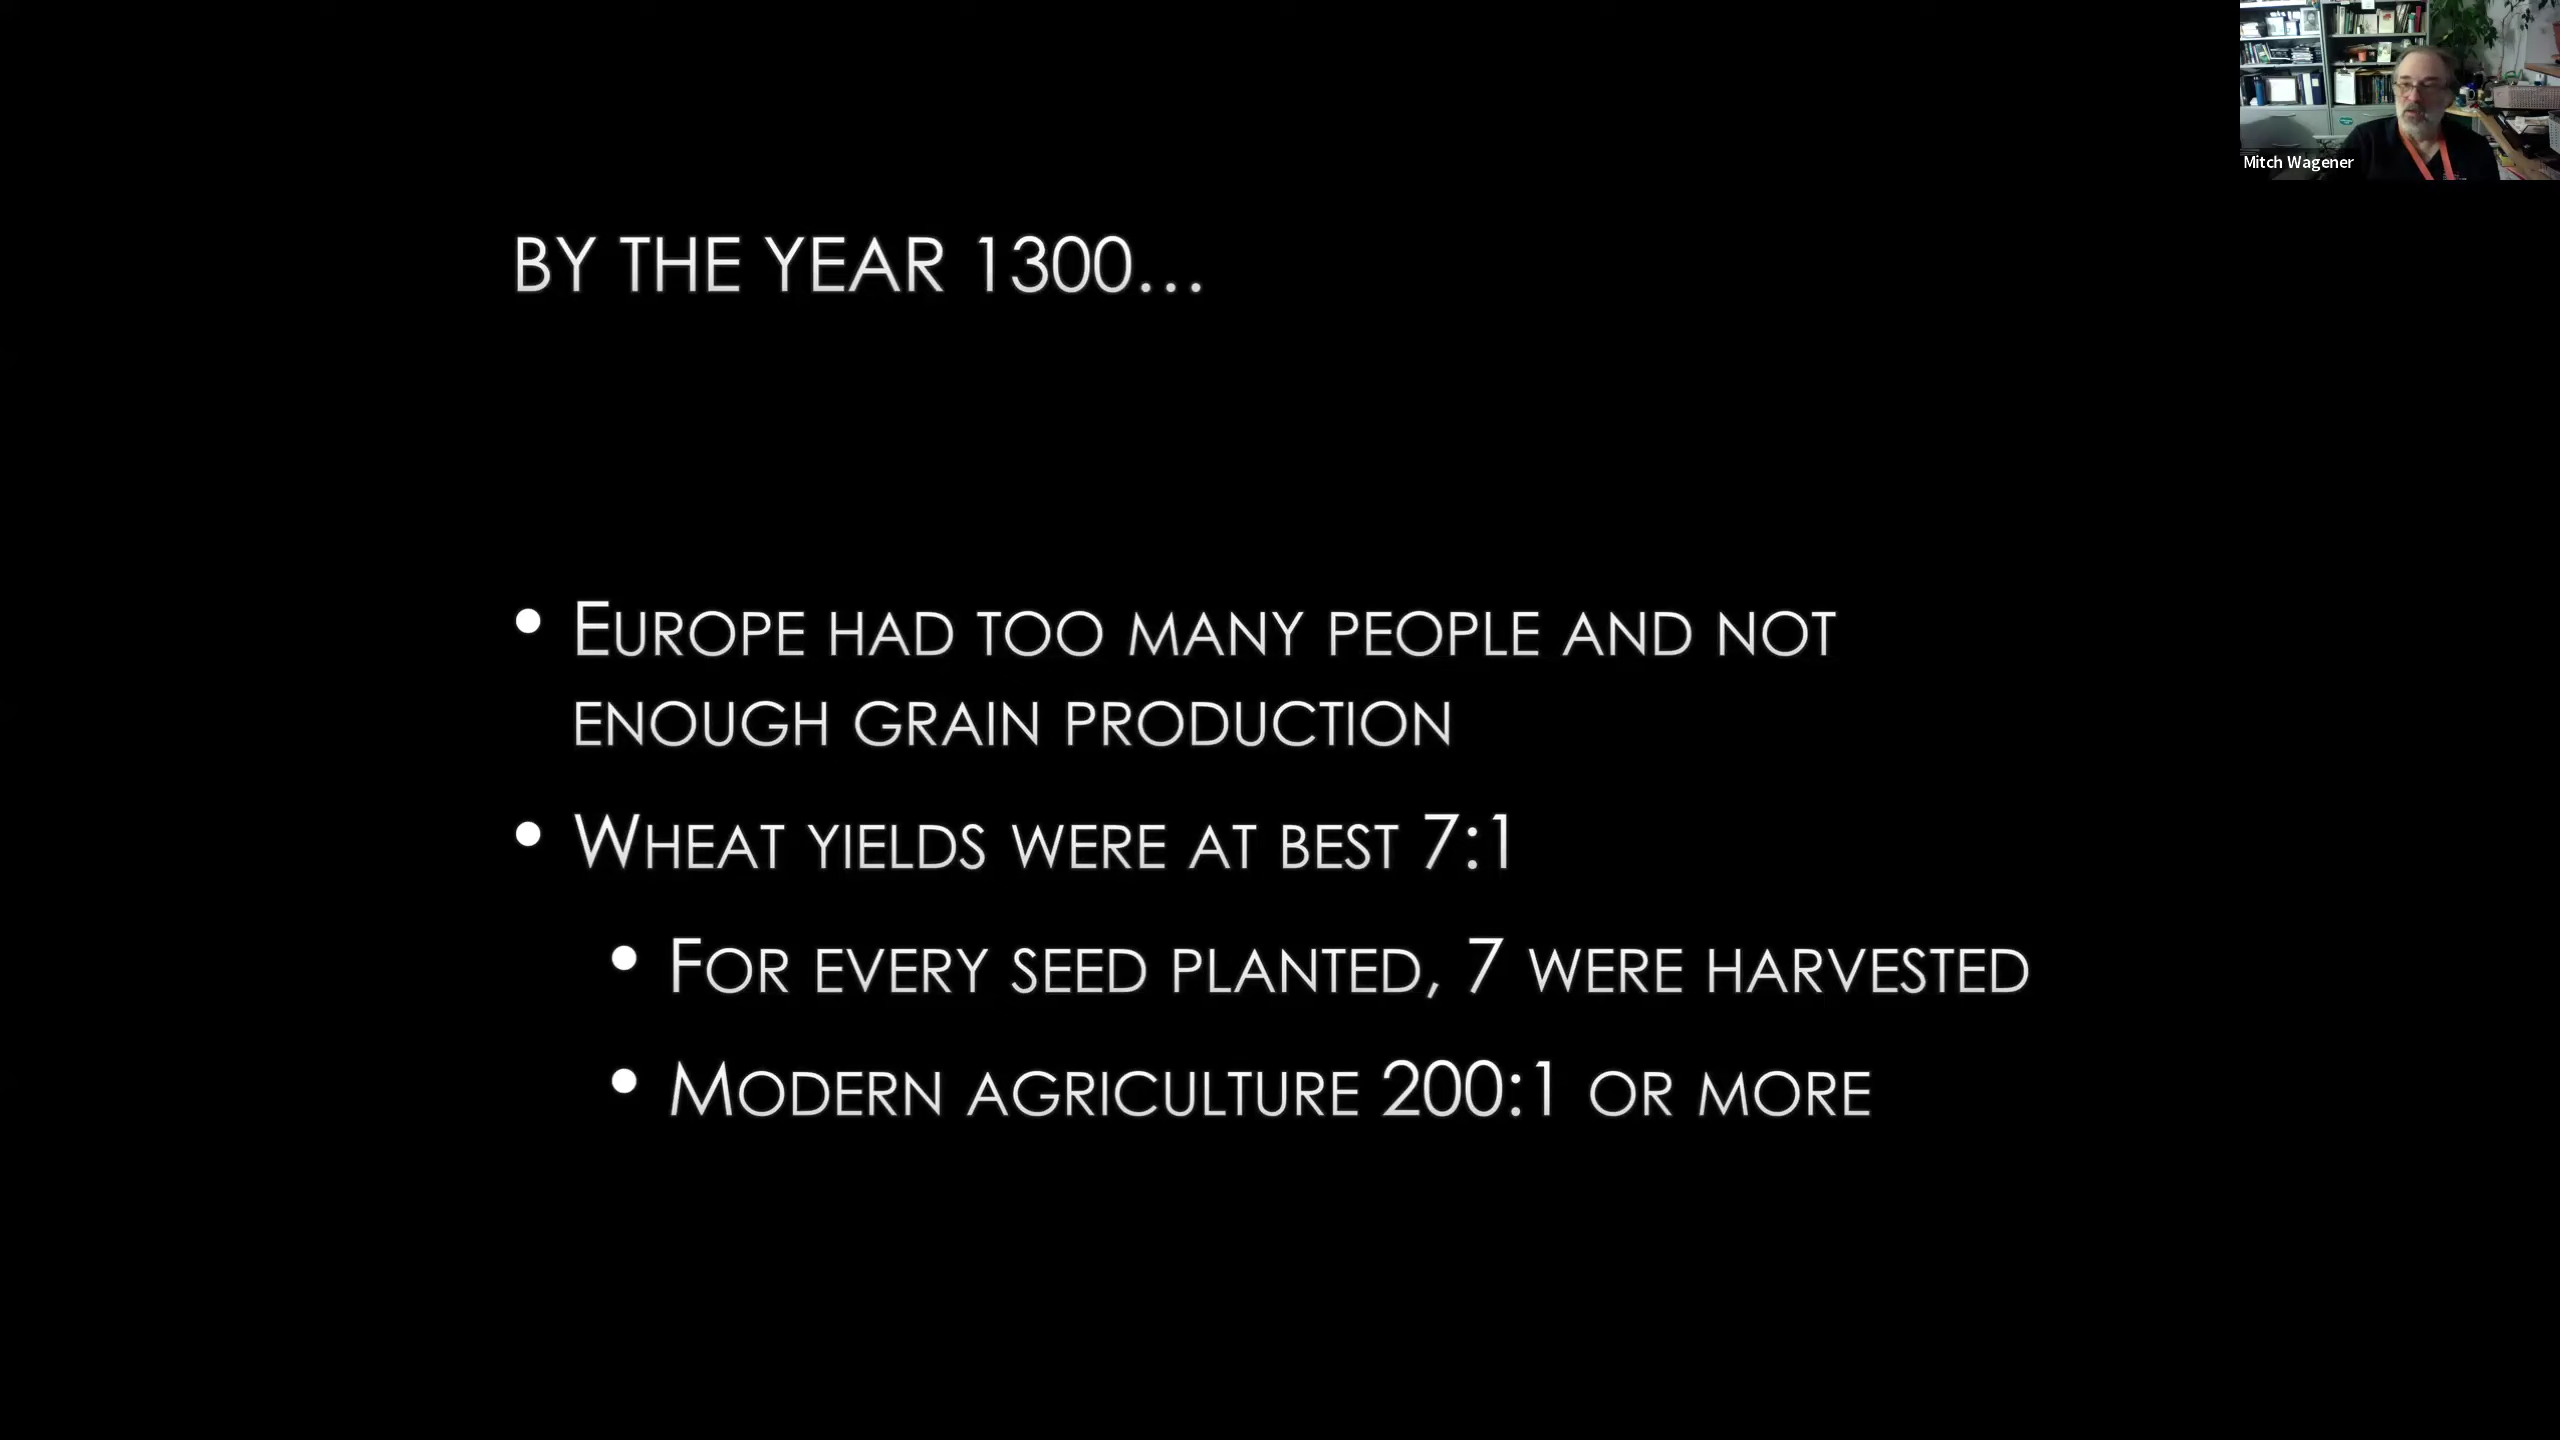 Mitch Wagener
BY THE YEAR 1300...
• EUROPE HAD TOO MANY PEOPLE AND NOT
ENOUGH GRAIN PRODUCTION
• WHEAT YIELDS WERE AT BEST 7:1
• FOR EVERY SEED PLANTED, 7 WERE HARVESTED
• MODERN AGRICULTURE 200:1 OR MORE